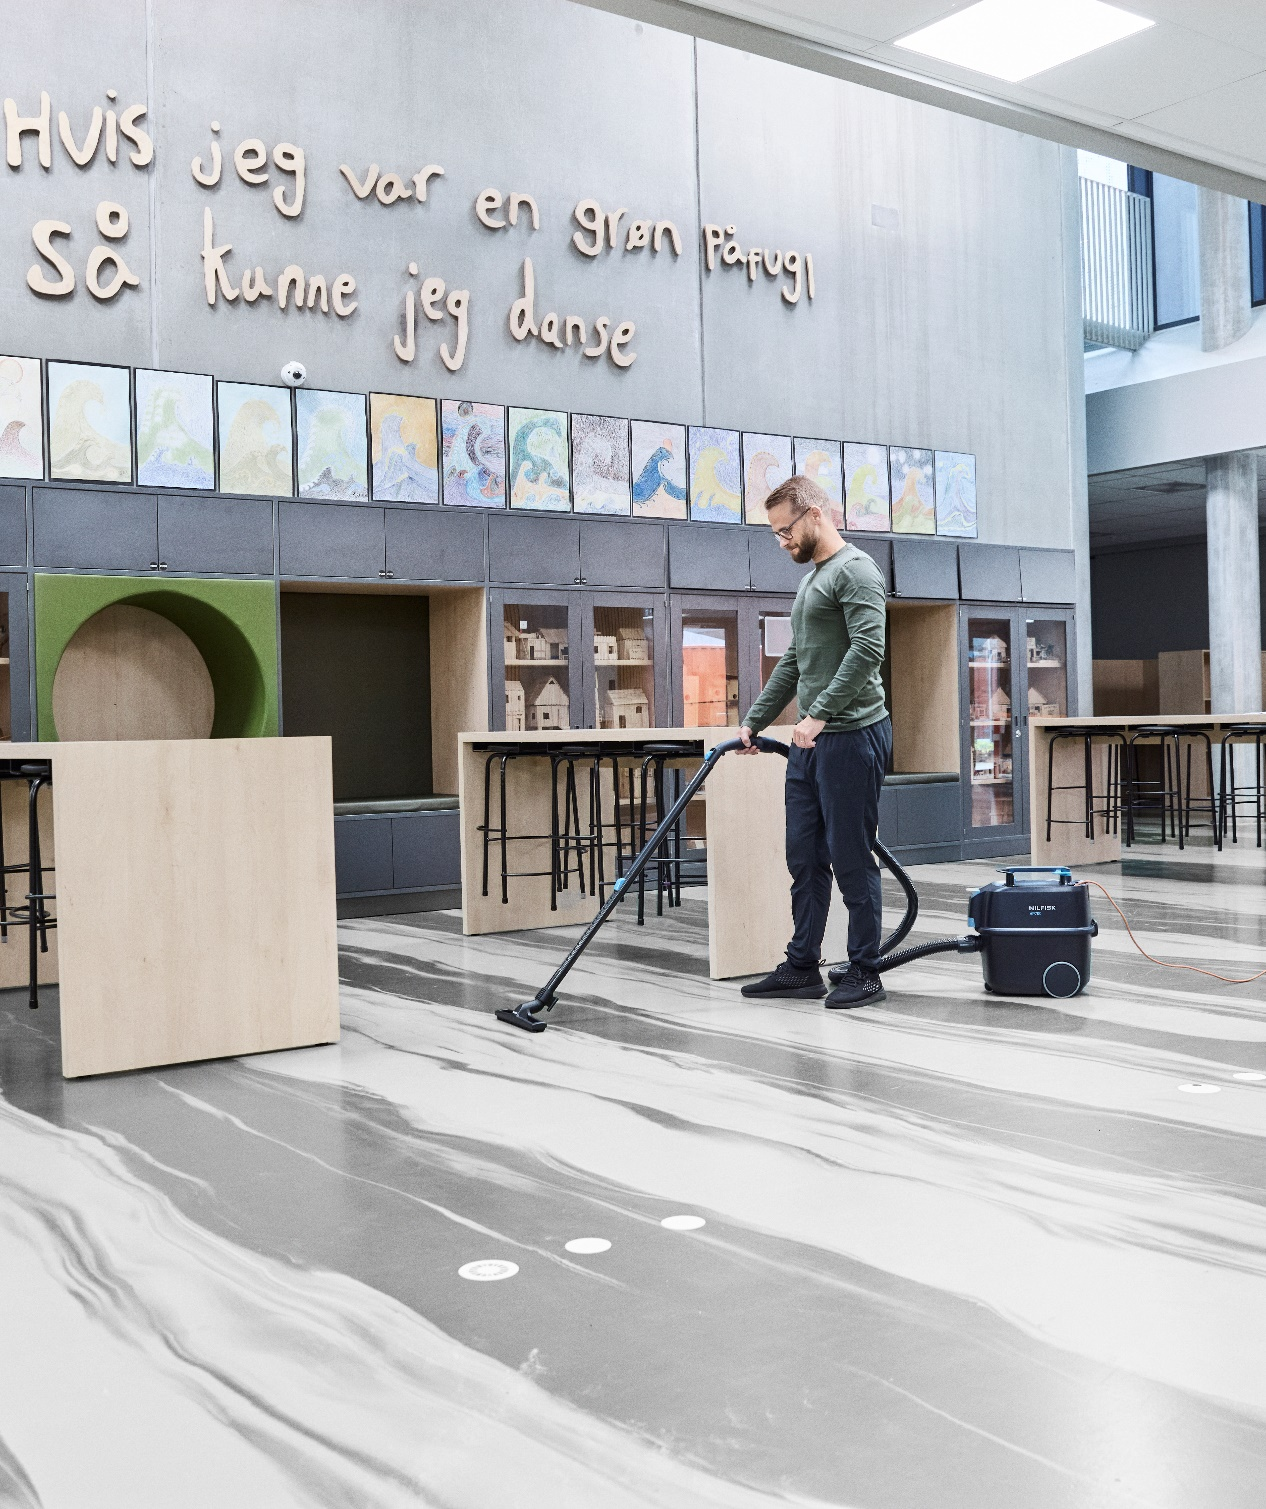 Hvis jeg var en grøn påfugl
så kunne jeg danse
NILFISK